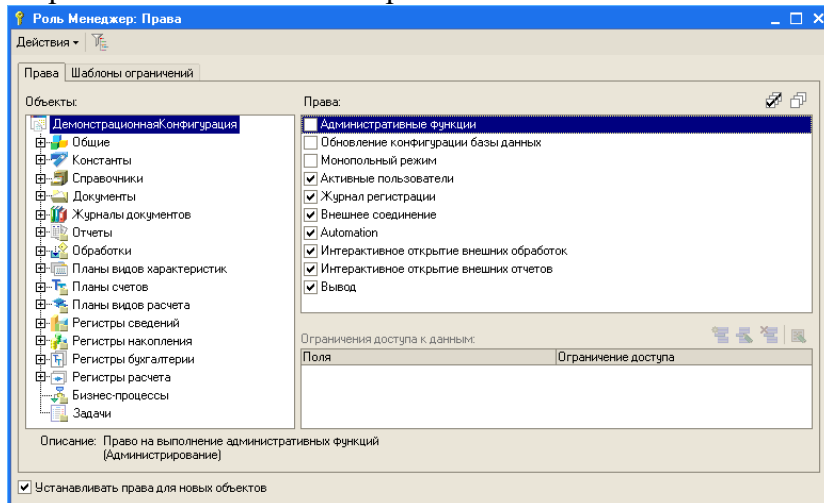 Роль Менеджер: Права
Действия
Права Шаблоны ограничений
Объекты: Права:
ДемонстрационнаяКонфигурация
Общие
Константы
Справочники
Документы
Журналы документов
Отчеты
Обработки
Планы видов характеристик
Планы счетов
Планы видов расчета
Регистры сведений
Регистры накопления
Регистры бухгалтерии
Регистры расчета
Бизнес-процессы
Задачи
Административные функции
Обновление конфигурации базы данных
Монопольный режим
Активные пользователи
Журнал регистрации
Внешнее соединение
Automation
Интерактивное открытие внешних обработок
Интерактивное открытие внешних отчетов
Вывод
Ограничения доступа к данным:
Поля Ограничение доступа
Описание: Право на выполнение административных функций
(Администрирование)
Устанавливать права для новых объектов